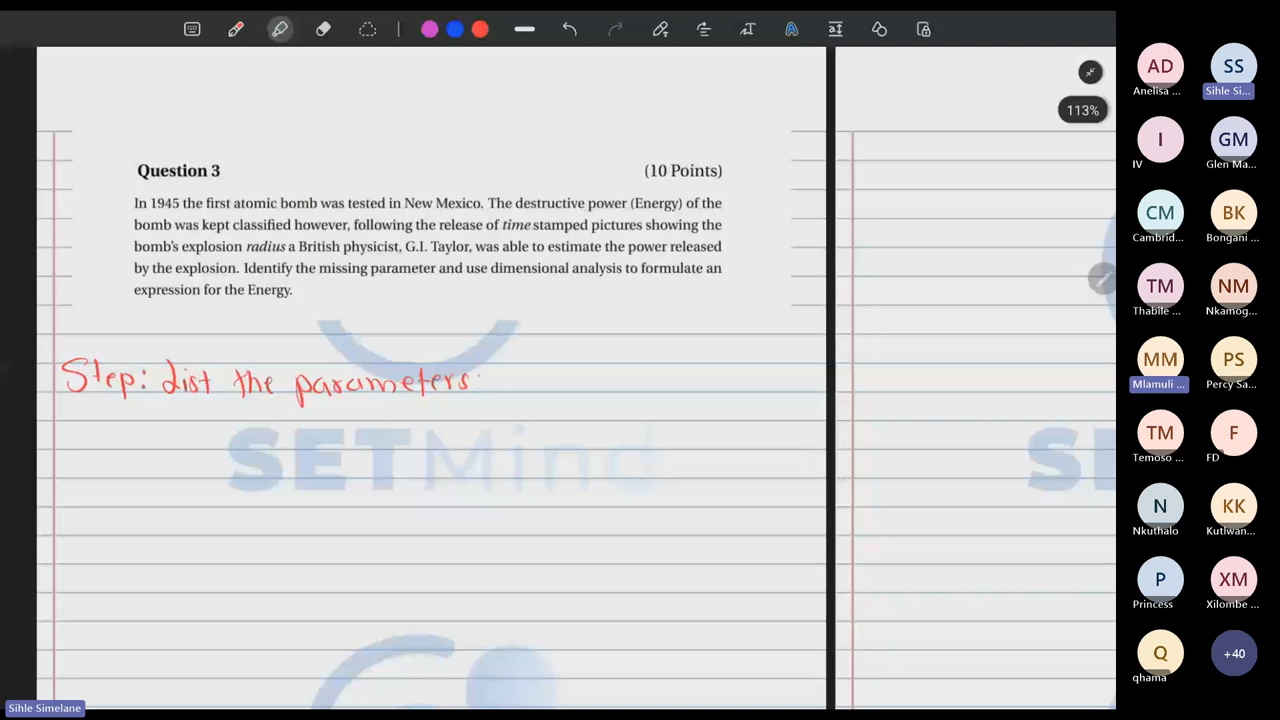 113%
Question 3 (10 Points)
In 1945 the first atomic bomb was tested in New Mexico. The destructive power (Energy) of the
bomb was kept classified however, following the release of time stamped pictures showing the
bomb's explosion radius a British physicist, G.I. Taylor, was able to estimate the power released
by the explosion. Identify the missing parameter and use dimensional analysis to formulate an
expression for the Energy.
Step: List the parameters
SETMind
SE
Sihle Simelane
AD SS
Anelisa ... Sihle Si...
I GM
IV Glen Ma...
CM BK
Cambrid... Bongani ...
TM NM
Thabile ... Nkamog...
MM PS
Mlamuli ... Percy Sa...
TM F
Temoso ... FD
N KK
Nkuthalo Kutlwan...
P XM
Princess Xilombe ...
Q +40
qhama